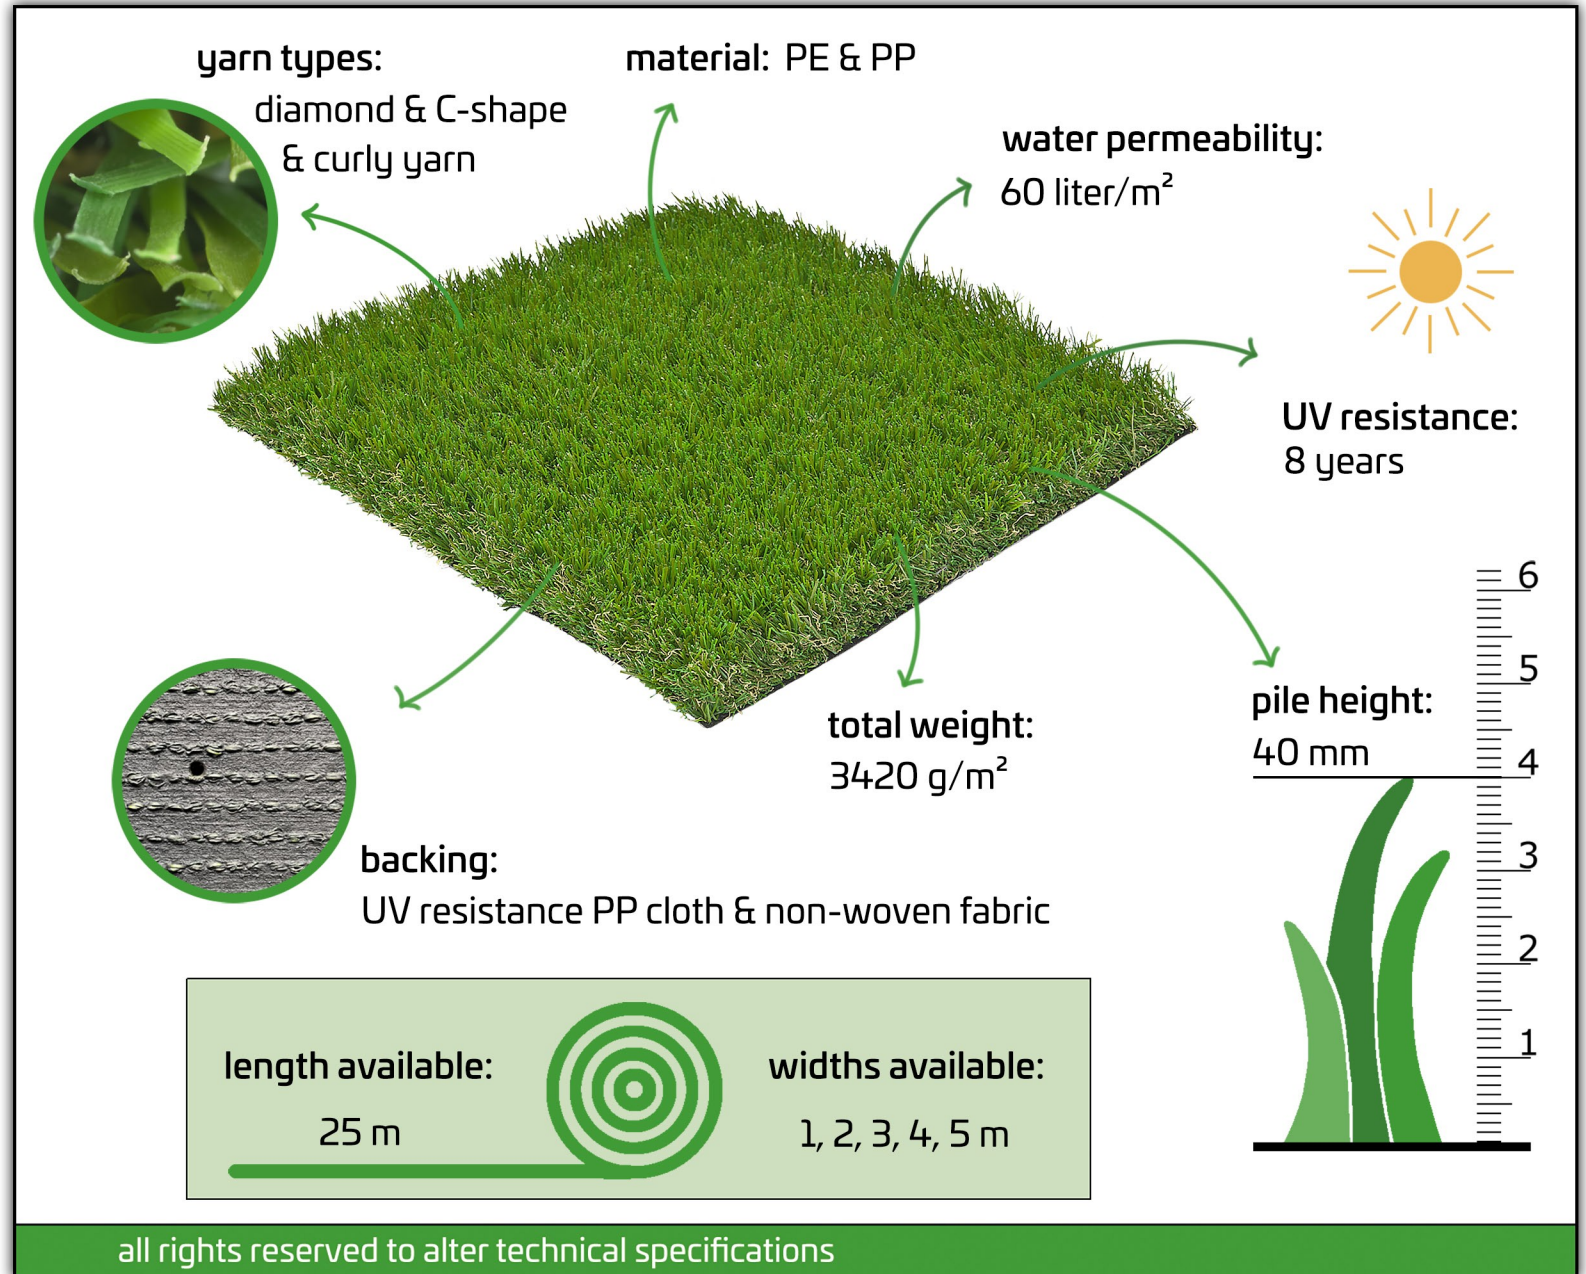 yarn types:
diamond & C-shape
& curly yarn
material: PE & PP
water permeability:
60 liter/m²
UV resistance:
8 years
pile height:
40 mm
6
5
4
3
2
1
total weight:
3420 g/m²
backing:
UV resistance PP cloth & non-woven fabric
length available:
25 m
widths available:
1, 2, 3, 4, 5 m
all rights reserved to alter technical specifications